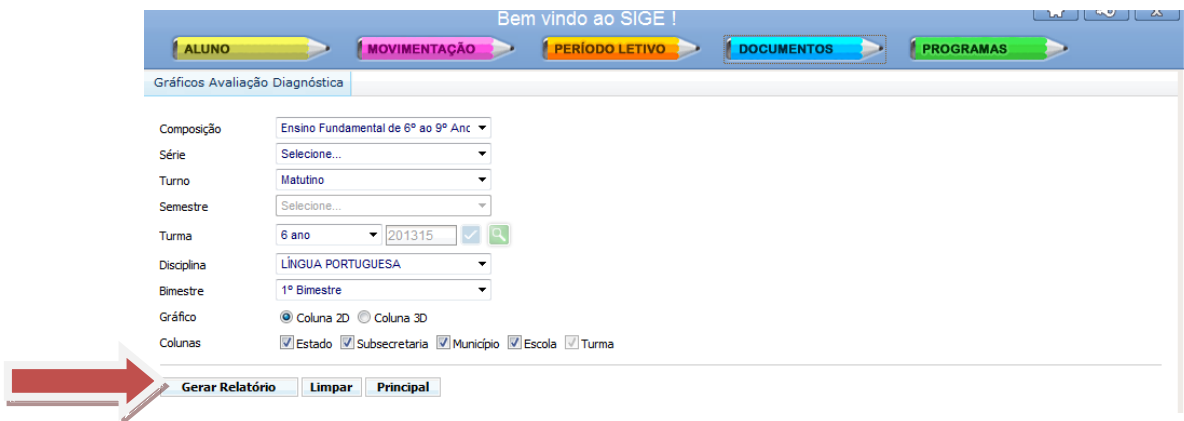 Bem vindo ao SIGE !
ALUNO MOVIMENTAÇÃO PERÍODO LETIVO DOCUMENTOS PROGRAMAS
Gráficos Avaliação Diagnóstica
Composição Ensino Fundamental de 6º ao 9º Anc
Série Selecione...
Turno Matutino
Semestre Selecione...
Turma 6 ano 201315
Disciplina LÍNGUA PORTUGUESA
Bimestre 1º Bimestre
Gráfico Coluna 2D Coluna 3D
Colunas Estado Subsecretaria Município Escola Turma
Gerar Relatório Limpar Principal